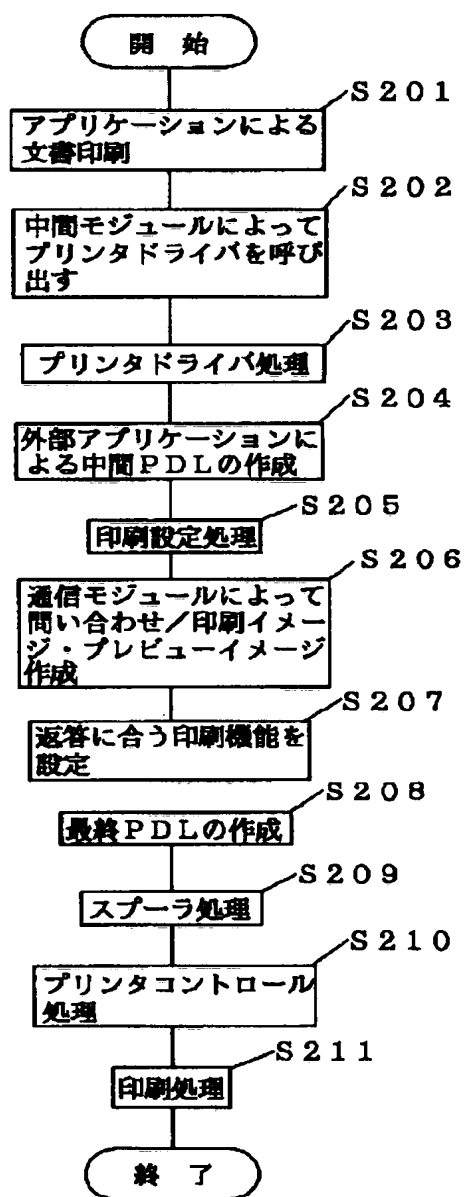 開 始
S201
アプリケーションによる
文書印刷
S202
中間モジュールによって
プリンタドライバを呼び
出す
S203
プリンタドライバ処理
S204
外部アプリケーションに
よる中間PDLの作成
S205
印刷設定処理
S206
通信モジュールによって
問い合わせ/印刷イメー
ジ・プレビューイメージ
作成
S207
返答に合う印刷機能を
設定
S208
最終PDLの作成
S209
スプーラ処理
S210
プリンタコントロール
処理
S211
印刷処理
終 了